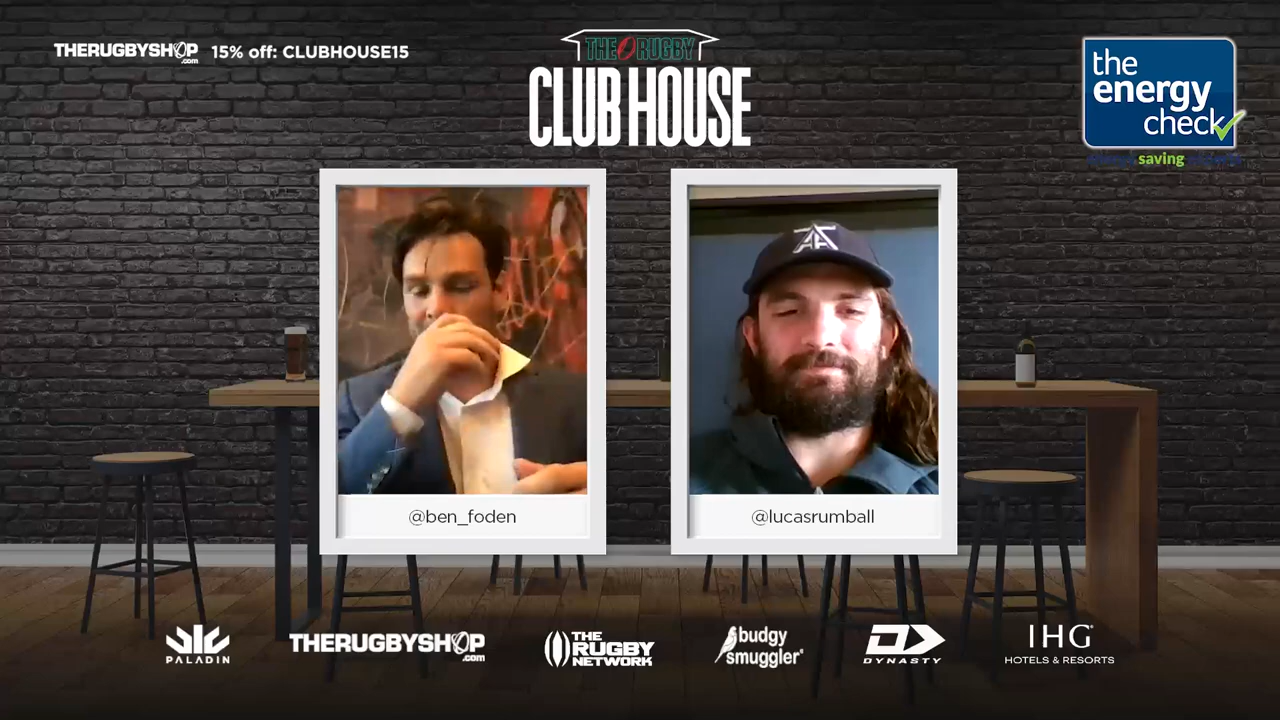 THERUGBYSHOP
.com
15% off: CLUBHOUSE15
THE RUGBY
CLUB HOUSE
the
energy
check
saving
@ben_foden
@lucasrumball
PALADIN
THERUGBYSHOP
.com
THE
RUGBY
NETWORK
budgy
smuggler
DYNASTY
IHG
HOTELS & RESORTS